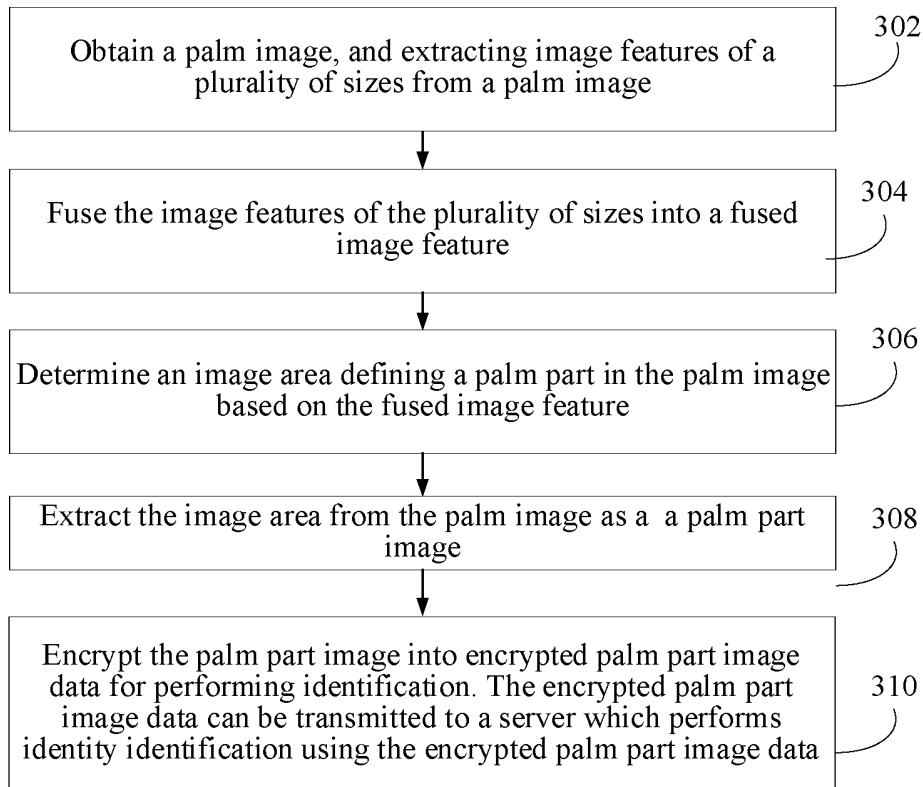 Obtain a palm image, and extracting image features of a
plurality of sizes from a palm image
302
Fuse the image features of the plurality of sizes into a fused
image feature
304
Determine an image area defining a palm part in the palm image
based on the fused image feature
306
Extract the image area from the palm image as a a palm part
image
308
Encrypt the palm part image into encrypted palm part image
data for performing identification. The encrypted palm part
image data can be transmitted to a server which performs
identity identification using the encrypted palm part image data
310